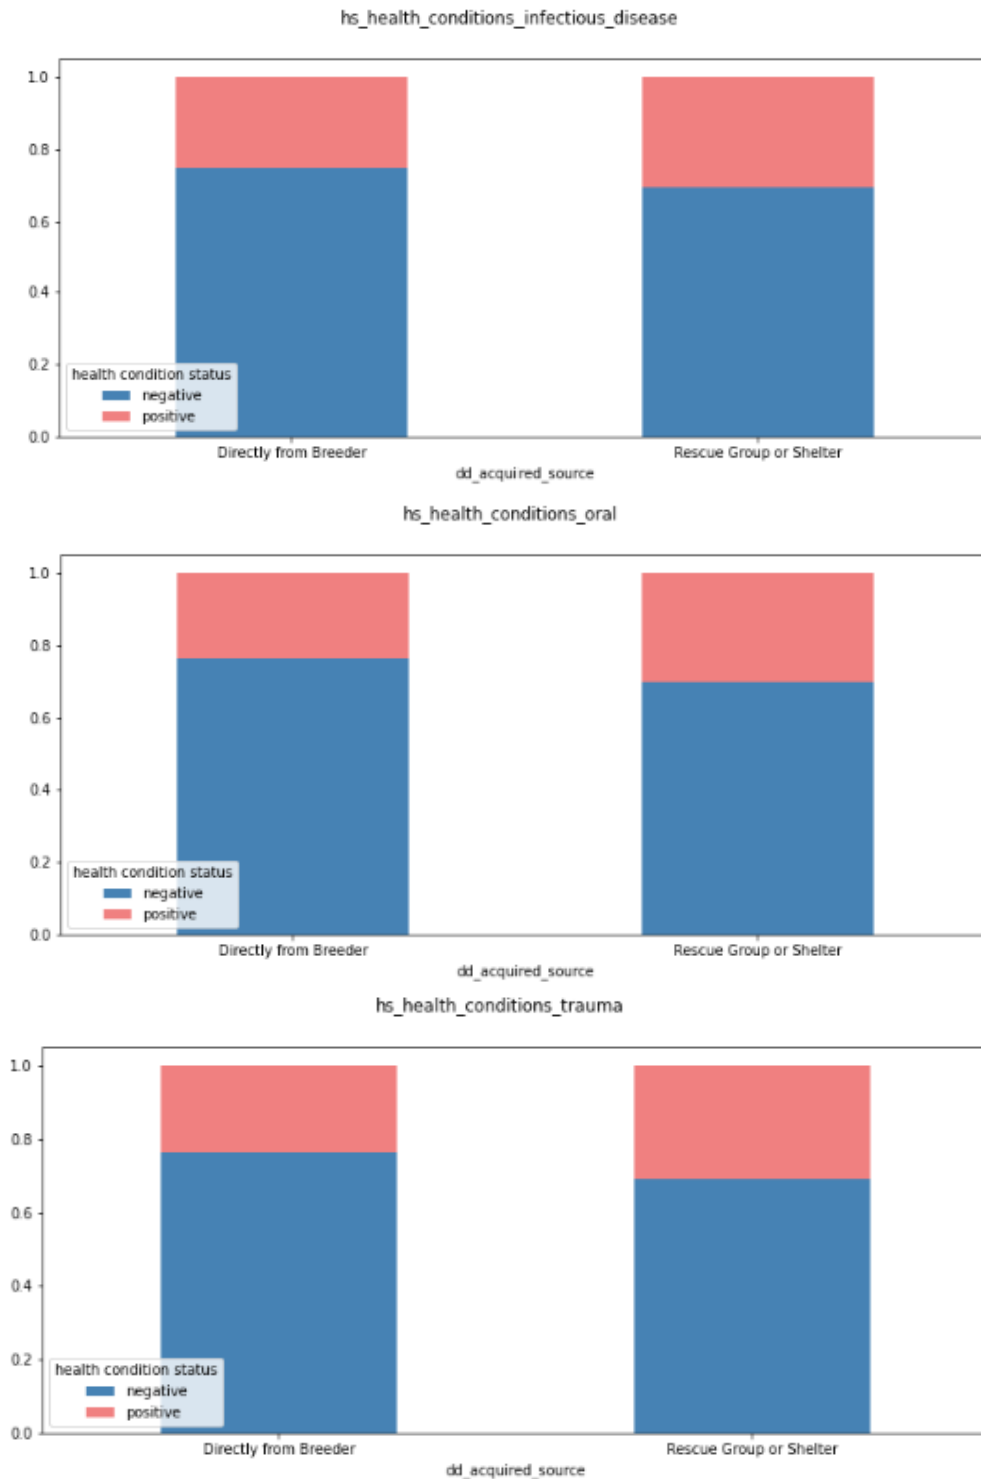 hs_health_conditions_infectious_disease
1.0
0.8
0.6
0.4
0.2
0.0
health condition status
negative
positive
Directly from Breeder
Rescue Group or Shelter
dd_acquired_source
hs_health_conditions_oral
1.0
0.8
0.6
0.4
0.2
0.0
health condition status
negative
positive
Directly from Breeder
Rescue Group or Shelter
dd_acquired_source
hs_health_conditions_trauma
1.0
0.8
0.6
0.4
0.2
0.0
health condition status
negative
positive
Directly from Breeder
Rescue Group or Shelter
dd_acquired_source